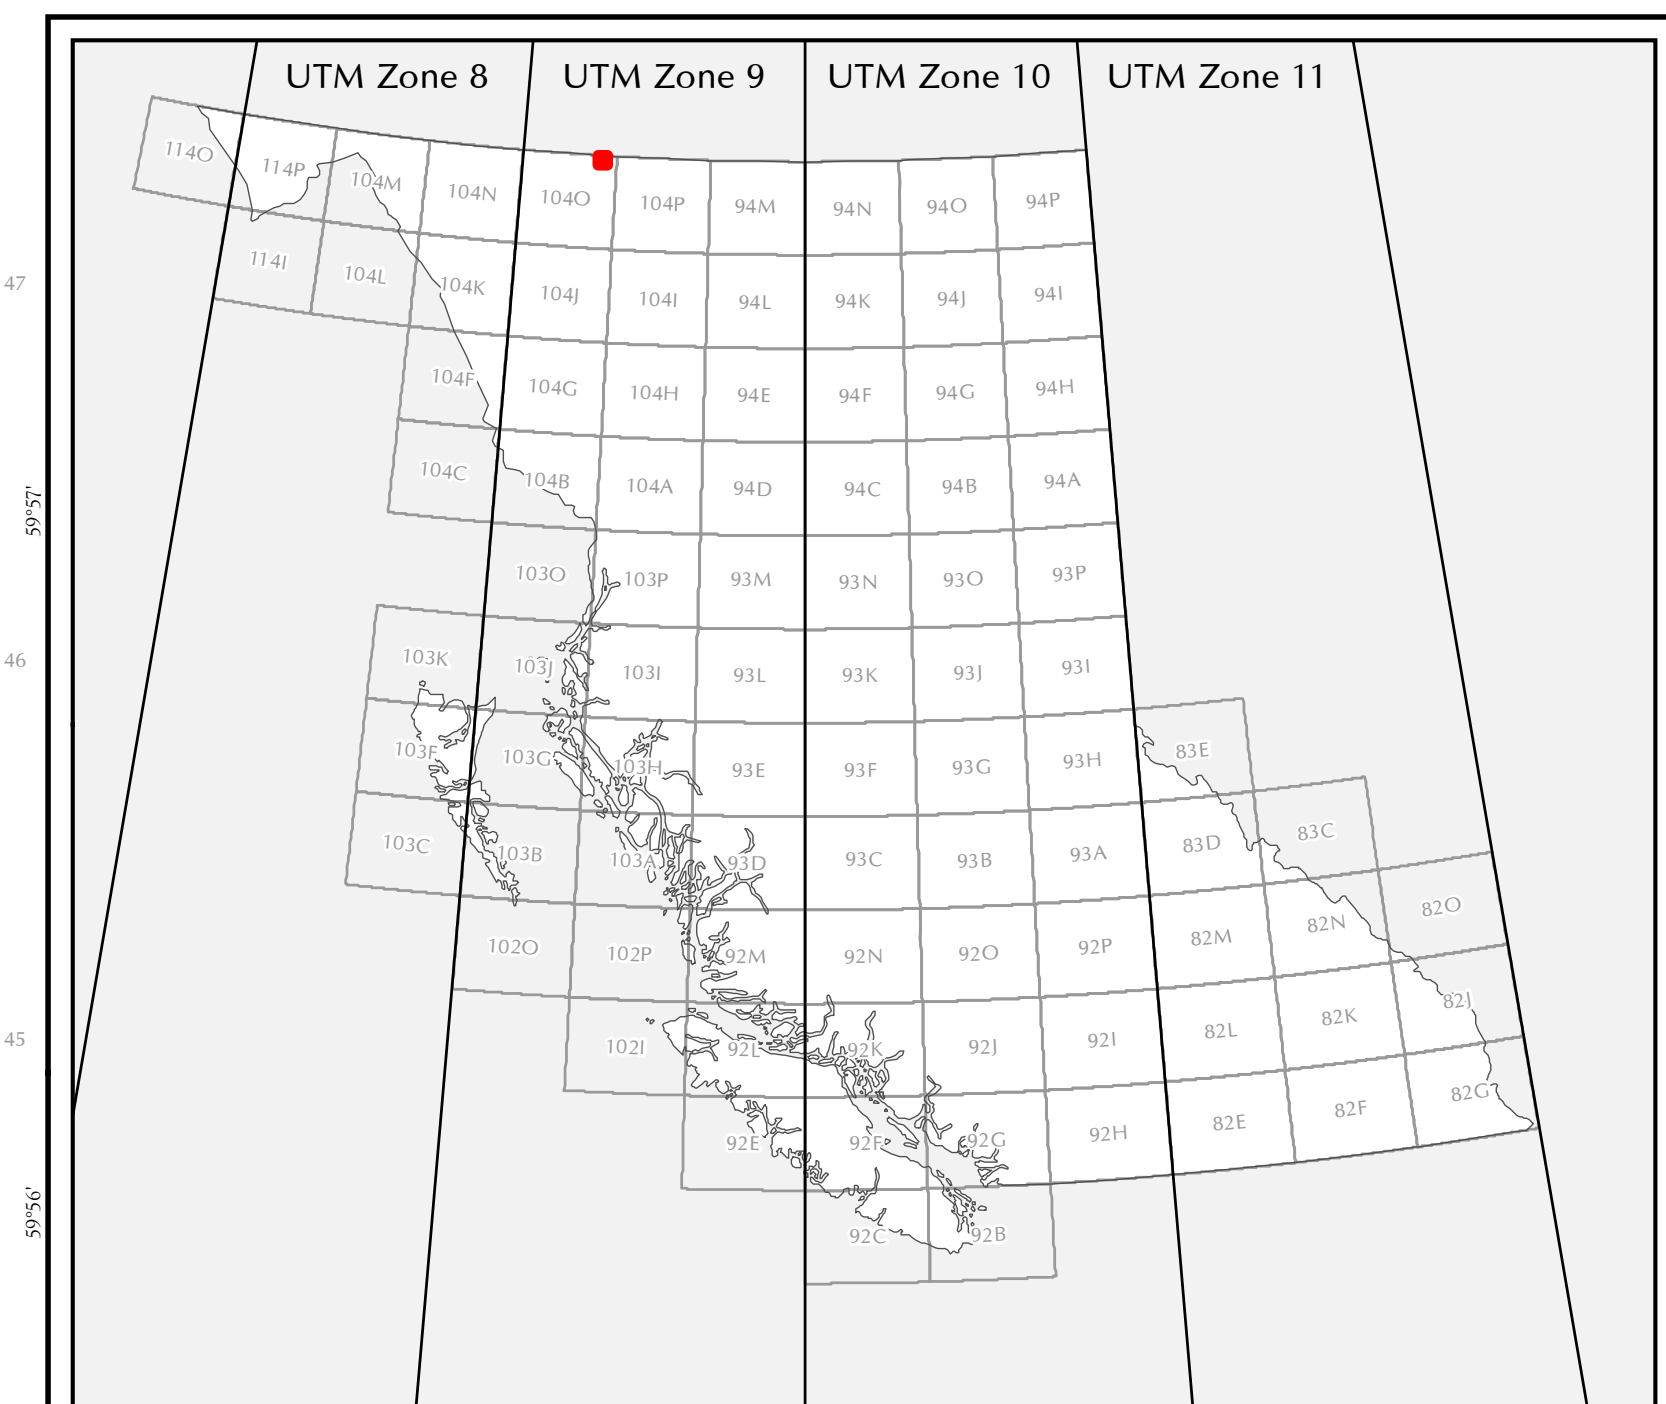 UTM Zone 8 UTM Zone 9 UTM Zone 10 UTM Zone 11
114O 114P 104M 104N 104O 104P 94M 94N 94O 94P
114I 104L 104K 104J 104I 94L 94K 94J 94I
47
104F 104G 104H 94E 94F 94G 94H
104C 104B 104A 94D 94C 94B 94A
59°57'
103O 103P 93M 93N 93O 93P
46
103K 103J 103I 93L 93K 93J 93I
103F 103G 103H 93E 93F 93G 93H 83E
103C 103B 103A 93D 93C 93B 93A 83D 83C
102O 102P 92M 92N 92O 92P 82M 82N 82O
45
102I 92L 92K 92J 92I 82L 82K 82J
92E 92F 92G 92H 82E 82F 82G
59°56'
92C 92B